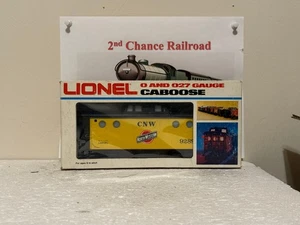 2nd Chance Railroad
LIONEL
O AND O27 GAUGE
CABOOSE
CNW